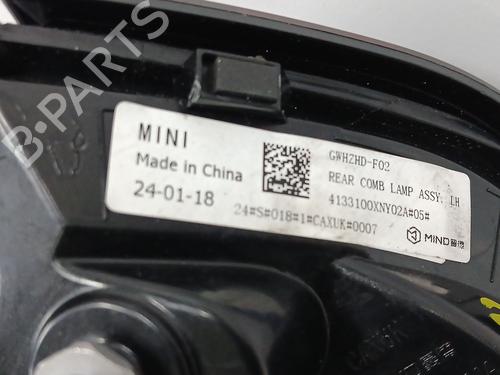 B-PARTS
MINI
Made in China
24-01-18
24#S#018#1#CAXUK#0007
GWHZHD-F02
REAR COMB LAMP ASSY, LH
4133100XNY02A#05#
MIND